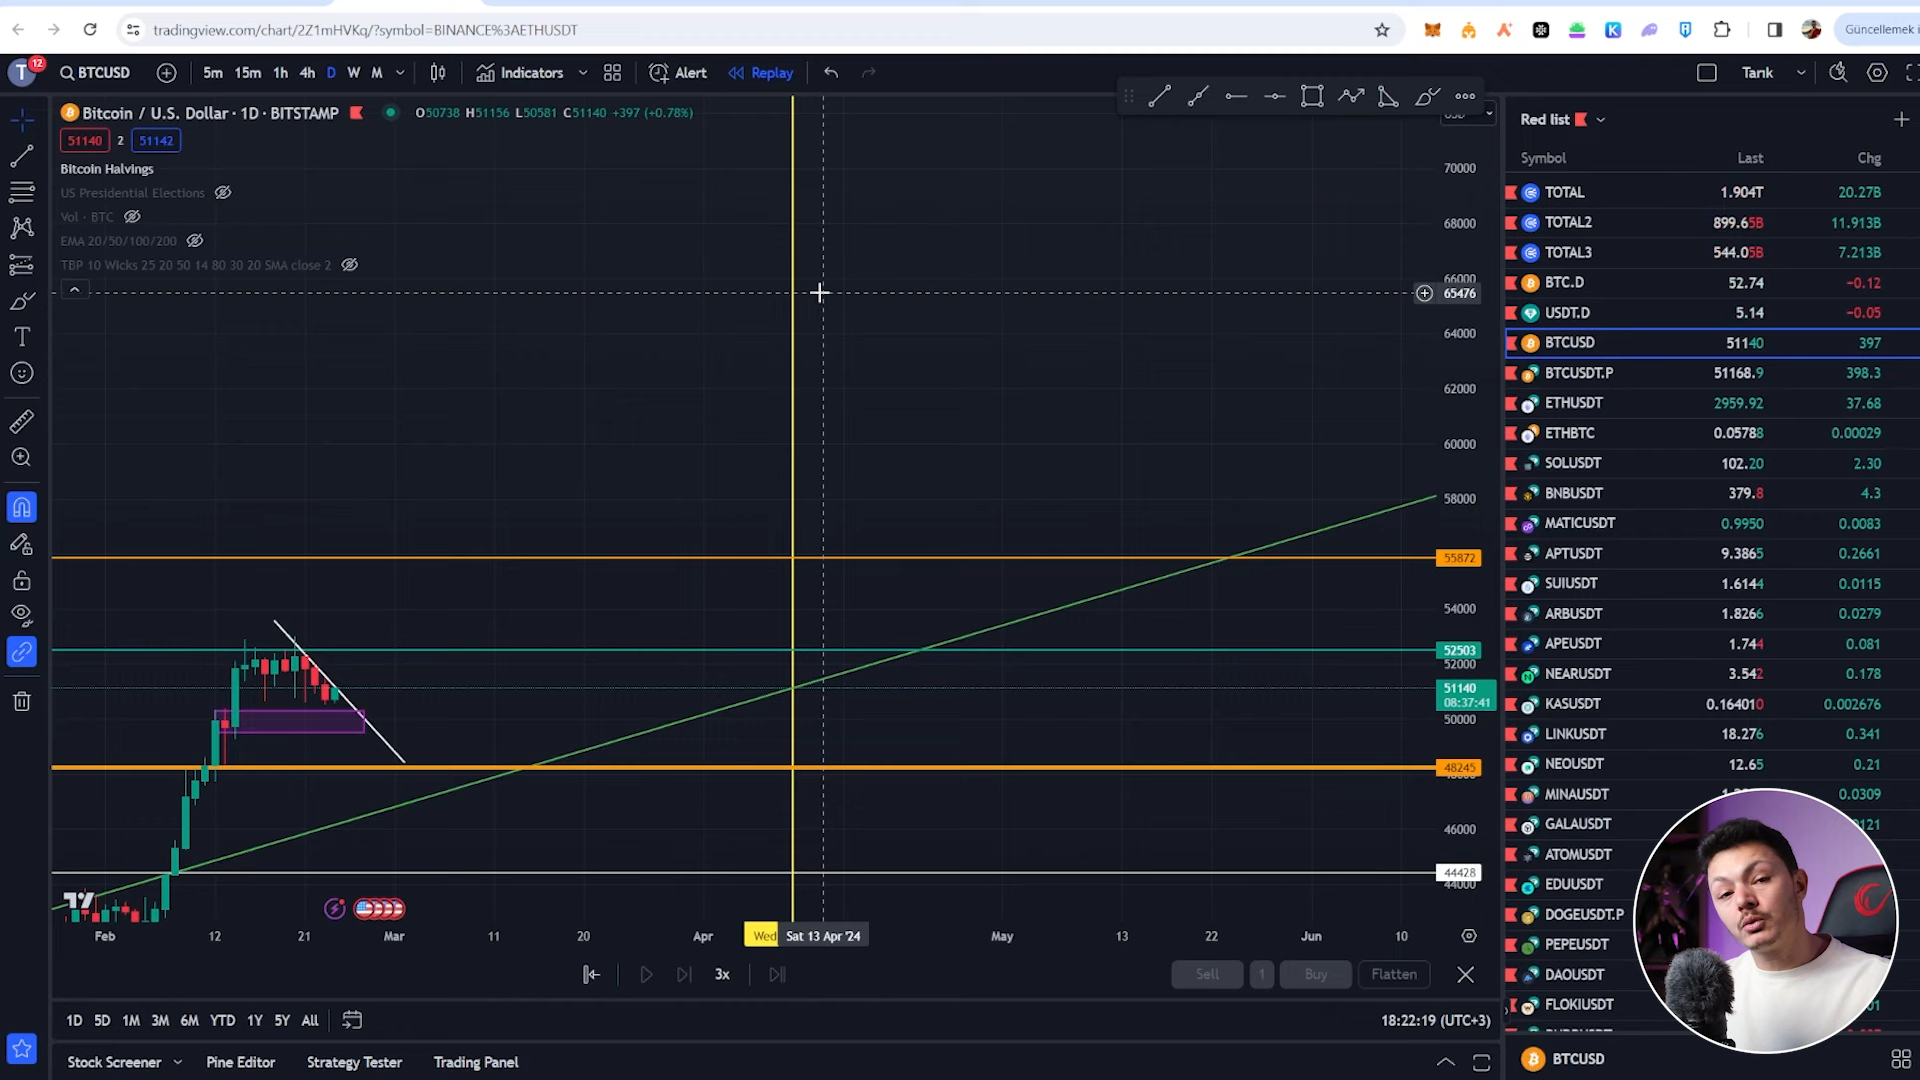 tradingview.com/chart/2Z1mHVKq/?symbol=BINANCE%3AETHUSDT
Güncellemek i
T 12 BTCUSD 5m 15m 1h 4h D W M Indicators Alert Replay Tarık
Bitcoin / U.S. Dollar · 1D · BITSTAMP O50738 H51156 L50581 C51140 +397 (+0.78%)
51140 2 51142
Bitcoin Halvings
US Presidential Elections
Vol · BTC
EMA 20/50/100/200
TBP 10 Wicks 25 20 50 14 80 30 20 SMA close 2
70000
68000
66000
65476
64000
62000
60000
58000
55872
54000
52503
52000
51140
08:37:41
50000
48245
46000
44428
44000
Feb 12 21 Mar 11 20 Apr Wed Sat 13 Apr '24 May 13 22 Jun 10
3x Sell 1 Buy Flatten
1D 5D 1M 3M 6M YTD 1Y 5Y All
18:22:19 (UTC+3)
Stock Screener Pine Editor Strategy Tester Trading Panel
Red list
Symbol Last Chg
TOTAL 1.904T 20.27B
TOTAL2 899.65B 11.913B
TOTAL3 544.05B 7.213B
BTC.D 52.74 −0.12
USDT.D 5.14 −0.05
BTCUSD 51140 397
BTCUSDT.P 51168.9 398.3
ETHUSDT 2959.92 37.68
ETHBTC 0.05788 0.00029
SOLUSDT 102.20 2.30
BNBUSDT 379.8 4.3
MATICUSDT 0.9950 0.0083
APTUSDT 9.3865 0.2661
SUIUSDT 1.6144 0.0115
ARBUSDT 1.8266 0.0279
APEUSDT 1.744 0.081
NEARUSDT 3.542 0.178
KASUSDT 0.164010 0.002676
LINKUSDT 18.276 0.341
NEOUSDT 12.65 0.21
MINAUSDT 0.0309
GALAUSDT
ATOMUSDT
EDUUSDT
DOGEUSDT.P
PEPEUSDT
DAOUSDT
FLOKIUSDT
BTCUSD